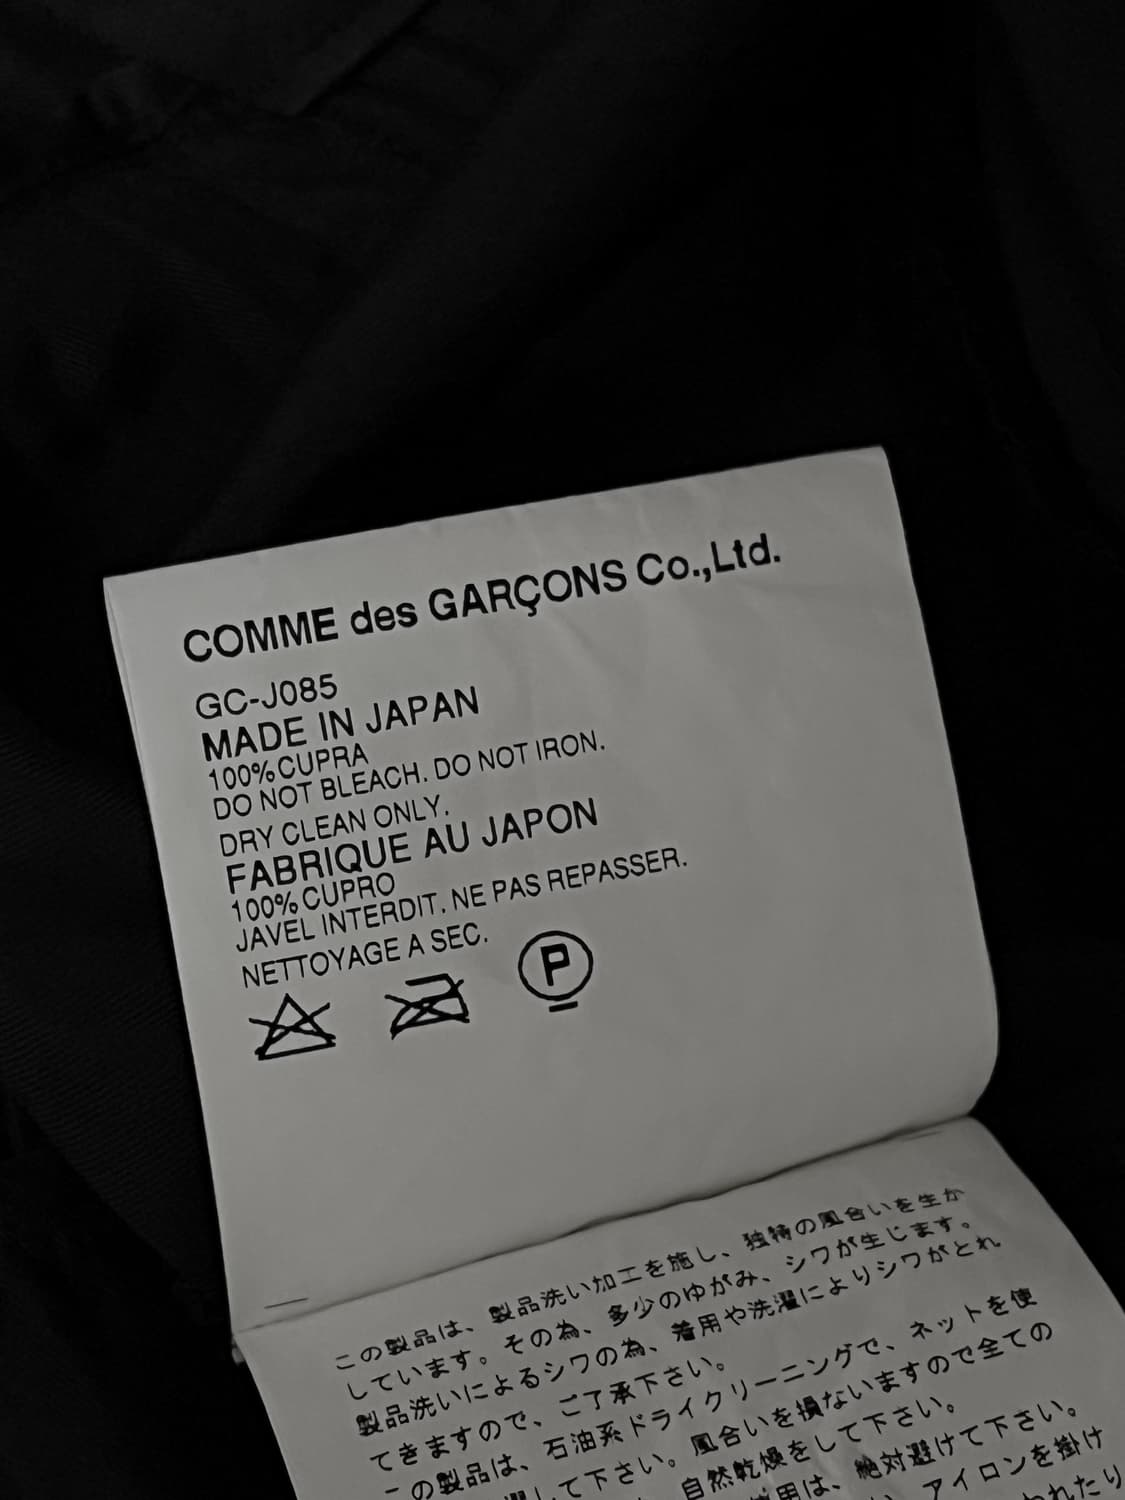 COMME des GARÇONS Co.,Ltd.
GC-J085
MADE IN JAPAN
100%CUPRA
DO NOT BLEACH. DO NOT IRON.
DRY CLEAN ONLY.
FABRIQUE AU JAPON
100%CUPRO
JAVEL INTERDIT. NE PAS REPASSER.
NETTOYAGE A SEC.
P
この製品は、製品洗い加工を施し、独特の風合いを生か
しています。その為、多少のゆがみ、シワが生じます。
製品洗いによるシワの為、着用や洗濯によりシワがとれ
てきますので、ご了承下さい。
この製品は、石油系ドライクリーニングで、ネットを使
して下さい。風合いを損ないますので全ての
自然乾燥をして下さい。
用は、絶対避けて下さい。
アイロンを掛け
われたり